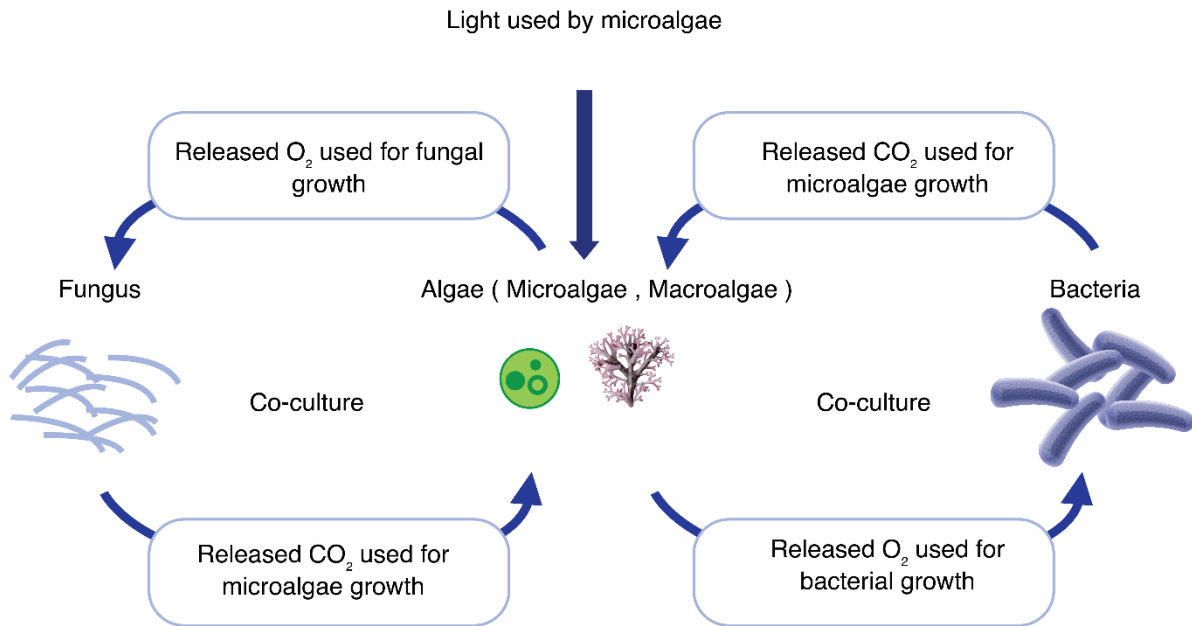 Light used by microalgae
Released O₂ used for fungal
growth
Released CO₂ used for
microalgae growth
Fungus
Algae ( Microalgae , Macroalgae )
Bacteria
Co-culture
Co-culture
Released CO₂ used for
microalgae growth
Released O₂ used for
bacterial growth